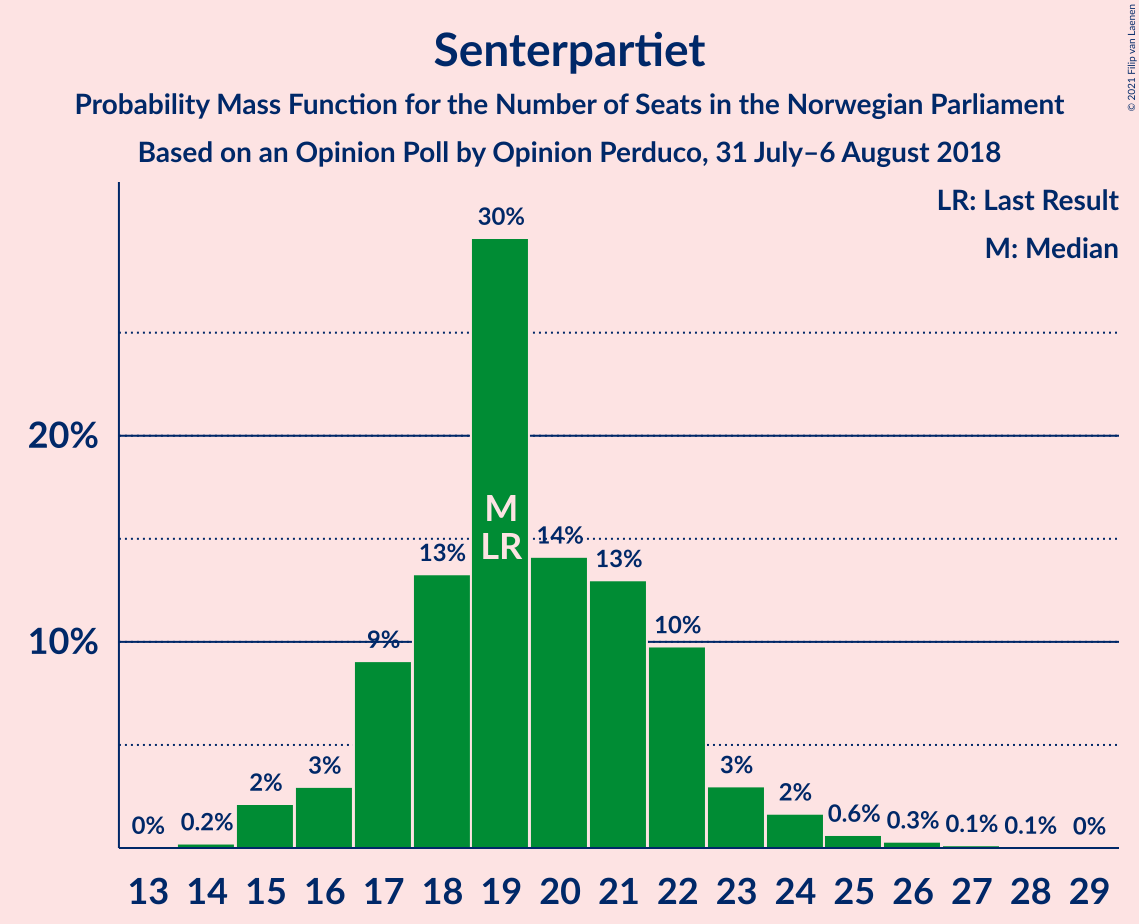 Senterpartiet
Probability Mass Function for the Number of Seats in the Norwegian Parliament
Based on an Opinion Poll by Opinion Perduco, 31 July–6 August 2018
© 2021 Filip van Laenen
LR: Last Result
M: Median
20%
10%
0% 0.2% 2% 3% 9% 13% 30% 14% 13% 10% 3% 2% 0.6% 0.3% 0.1% 0.1% 0%
M
LR
13 14 15 16 17 18 19 20 21 22 23 24 25 26 27 28 29